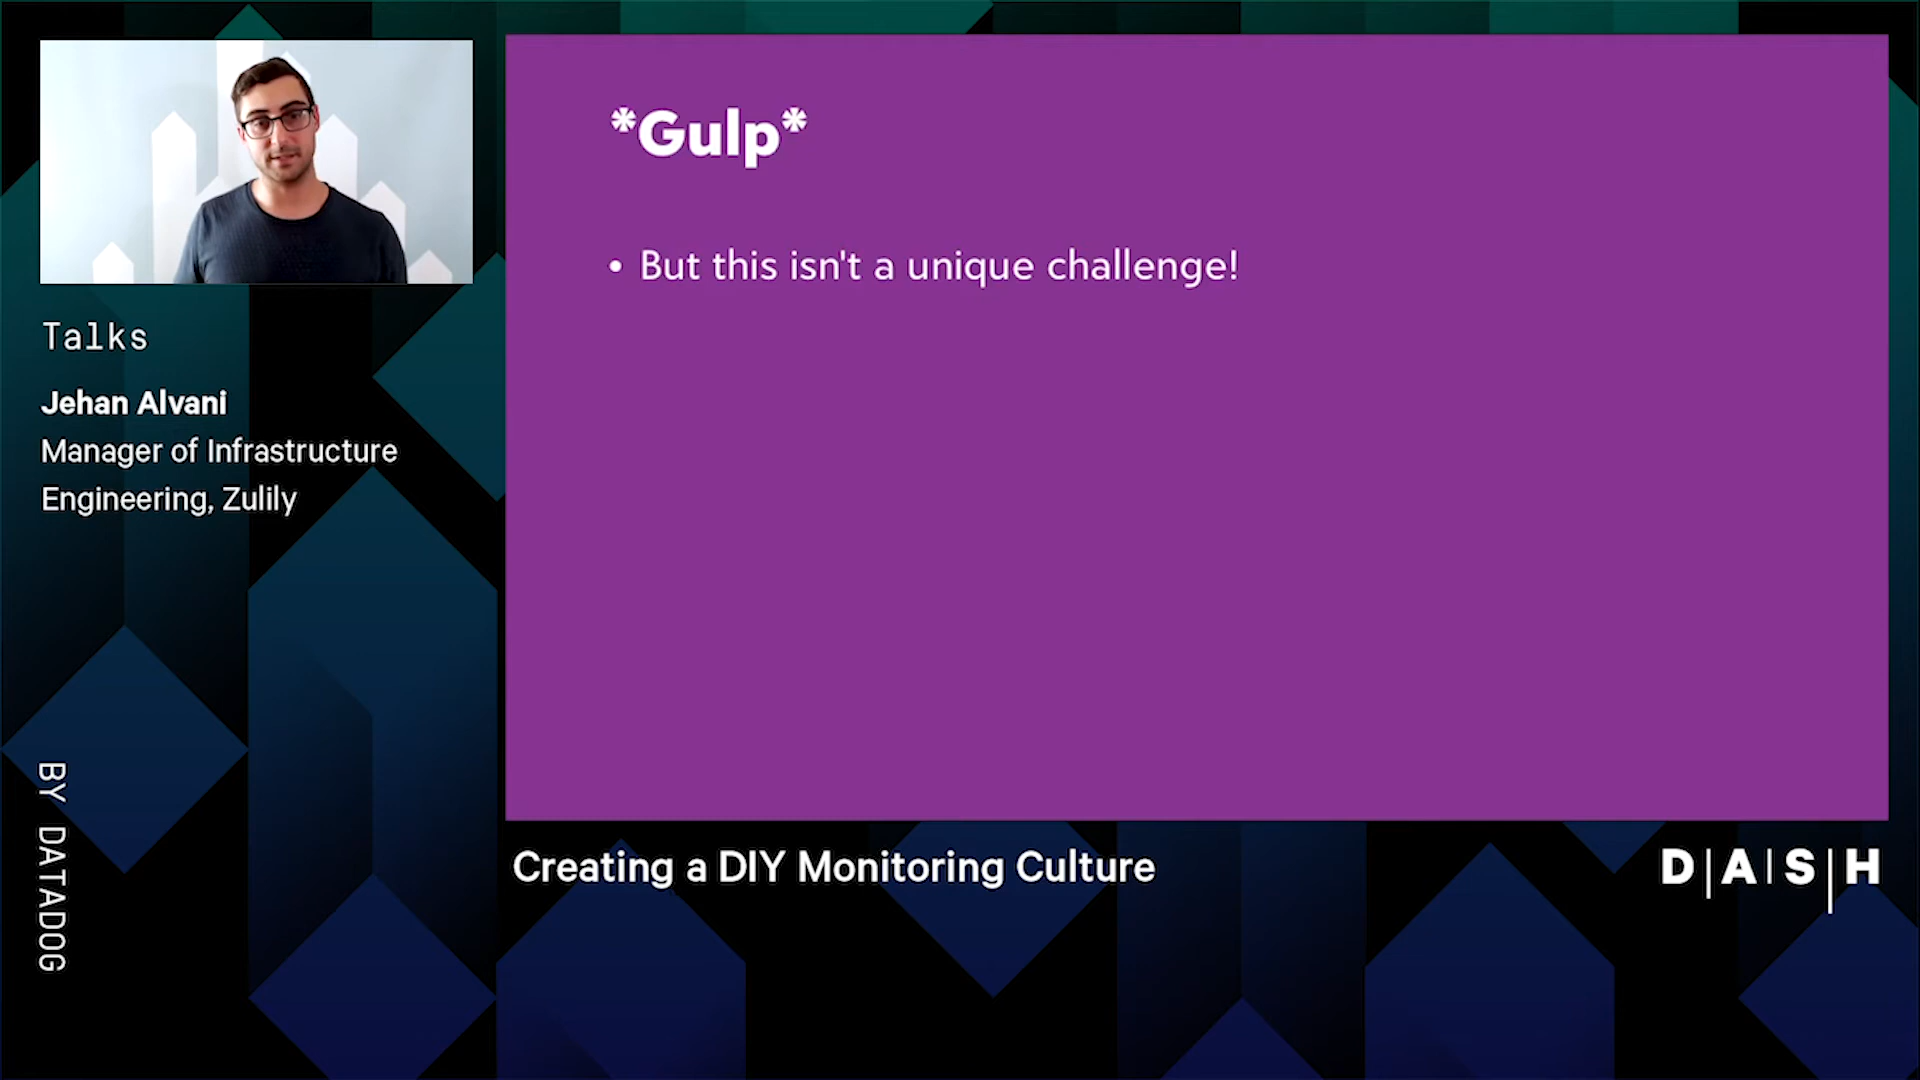 Talks
Jehan Alvani
Manager of Infrastructure
Engineering, Zulily
BY DATADOG
*Gulp*
• But this isn't a unique challenge!
Creating a DIY Monitoring Culture
D|A|S|H